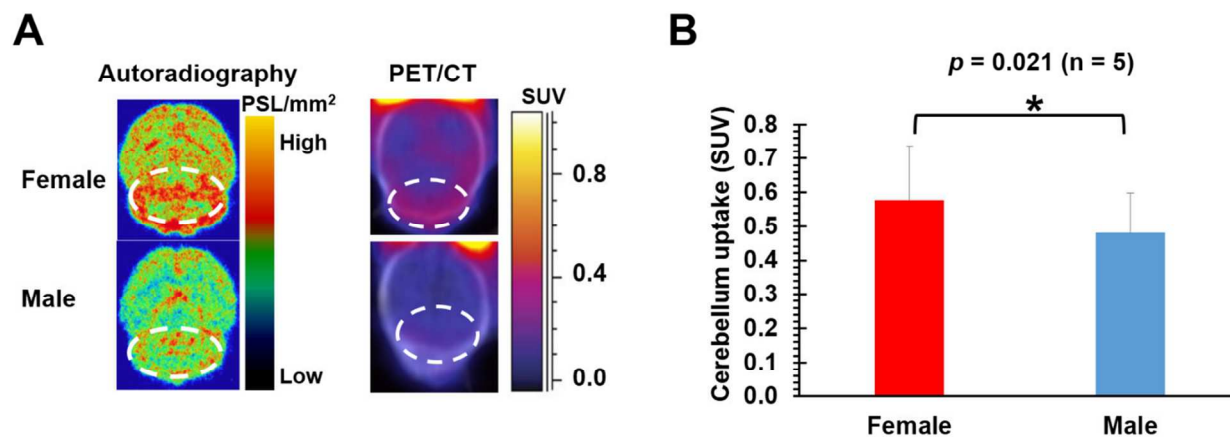 A
Autoradiography
PSL/mm²
High
Low
Female
Male
PET/CT
SUV
0.8
0.4
0.0
B
p = 0.021 (n = 5)
*
Cerebellum uptake (SUV)
0.8
0.7
0.6
0.5
0.4
0.3
0.2
0.1
0.0
Female
Male